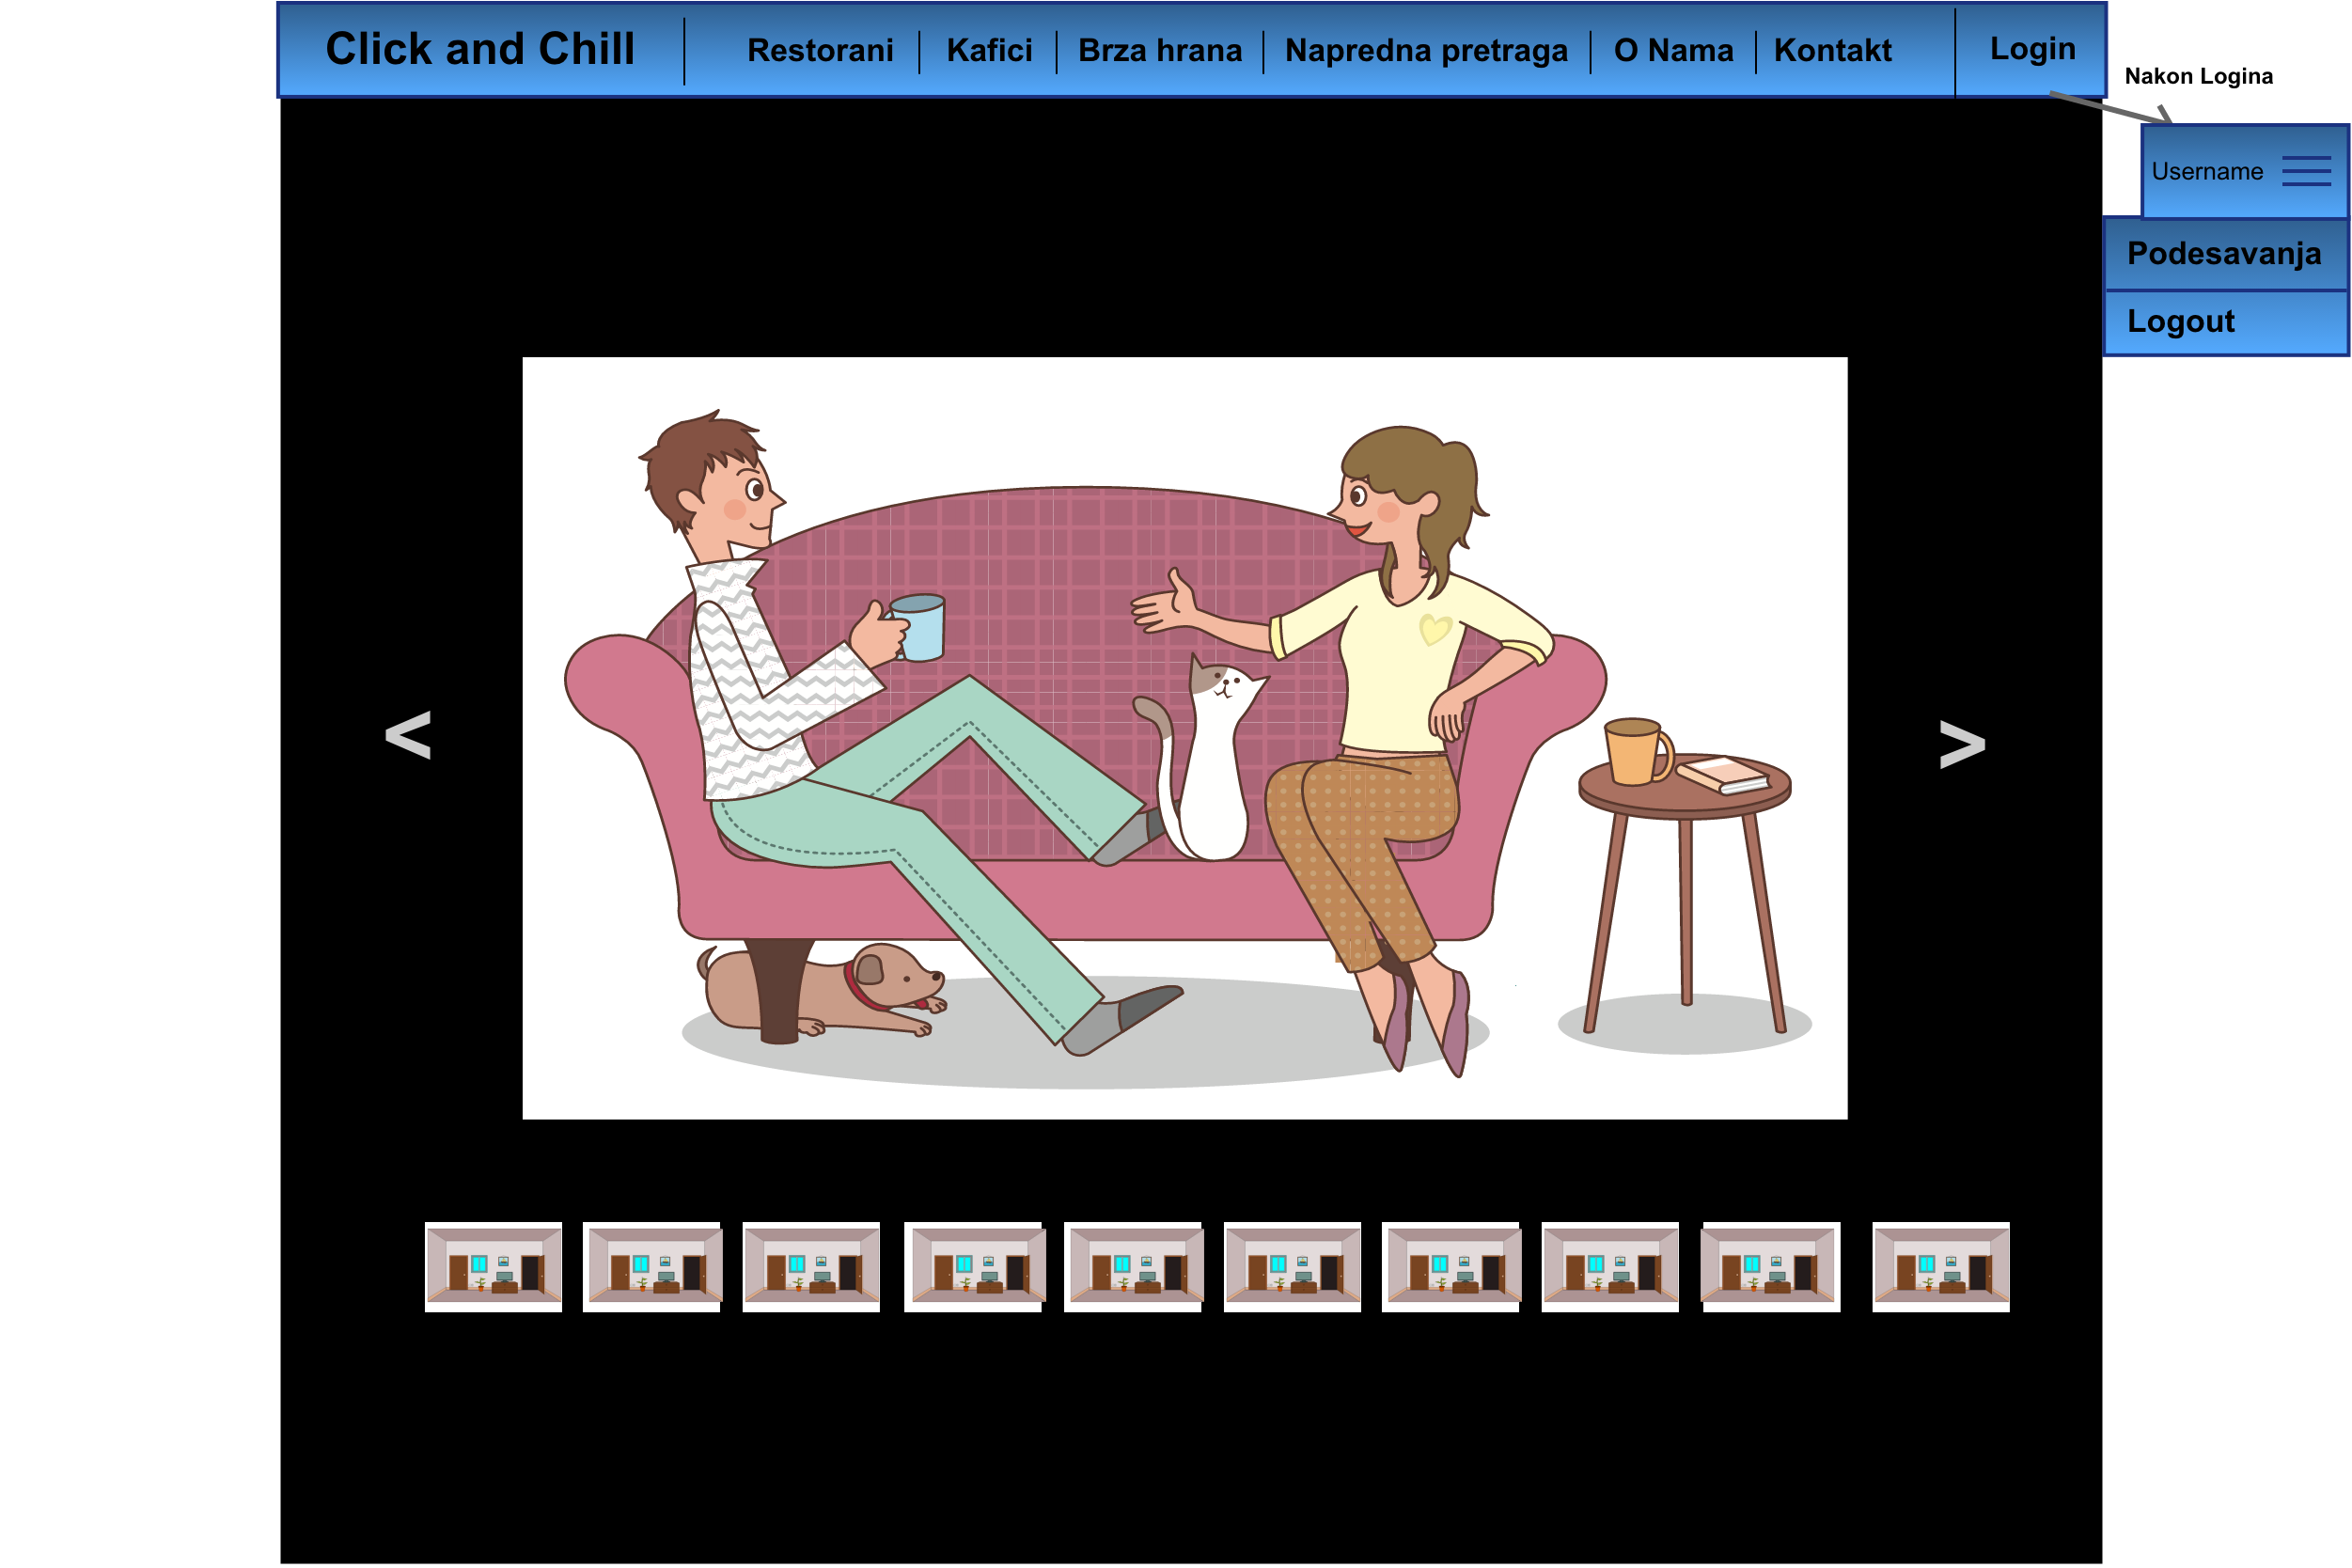 Click and Chill
Restorani
Kafici
Brza hrana
Napredna pretraga
O Nama
Kontakt
Login
Nakon Logina
Username
Podesavanja
Logout
<
>